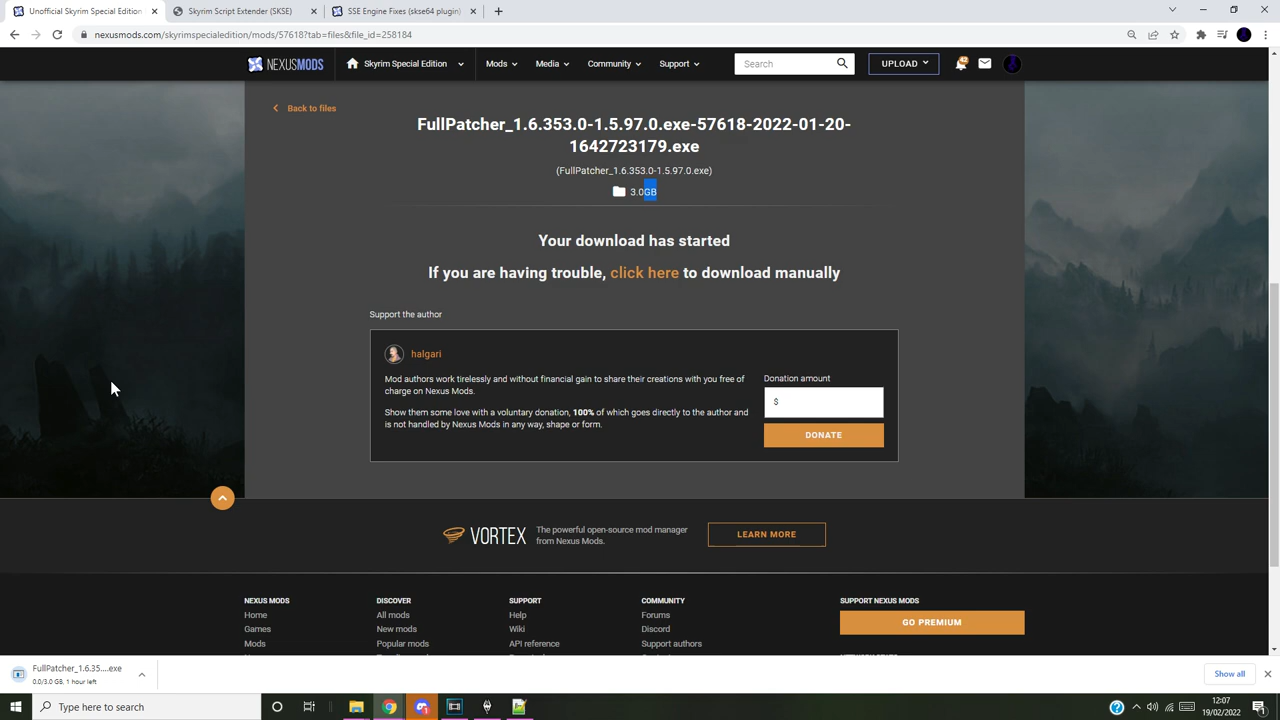 Unofficial Skyrim Special Edition
Skyrim Script Extender (SKSE)
SSE Engine Fixes (skse64 plugin)
nexusmods.com/skyrimspecialedition/mods/57618?tab=files&file_id=258184
NEXUSMODS
Skyrim Special Edition
Mods
Media
Community
Support
Search
UPLOAD
42
Back to files
FullPatcher_1.6.353.0-1.5.97.0.exe-57618-2022-01-20-
1642723179.exe
(FullPatcher_1.6.353.0-1.5.97.0.exe)
3.0GB
Your download has started
If you are having trouble, click here to download manually
Support the author
halgari
Mod authors work tirelessly and without financial gain to share their creations with you free of
charge on Nexus Mods.
Show them some love with a voluntary donation, 100% of which goes directly to the author and
is not handled by Nexus Mods in any way, shape or form.
Donation amount
$
DONATE
VORTEX
The powerful open-source mod manager
from Nexus Mods.
LEARN MORE
NEXUS MODS
Home
Games
Mods
DISCOVER
All mods
New mods
Popular mods
SUPPORT
Help
Wiki
API reference
COMMUNITY
Forums
Discord
Support authors
SUPPORT NEXUS MODS
GO PREMIUM
FullPatcher_1.6.35....exe
0.0/3.0 GB, 1 hour left
Show all
Type here to search
12:07
19/02/2022
1